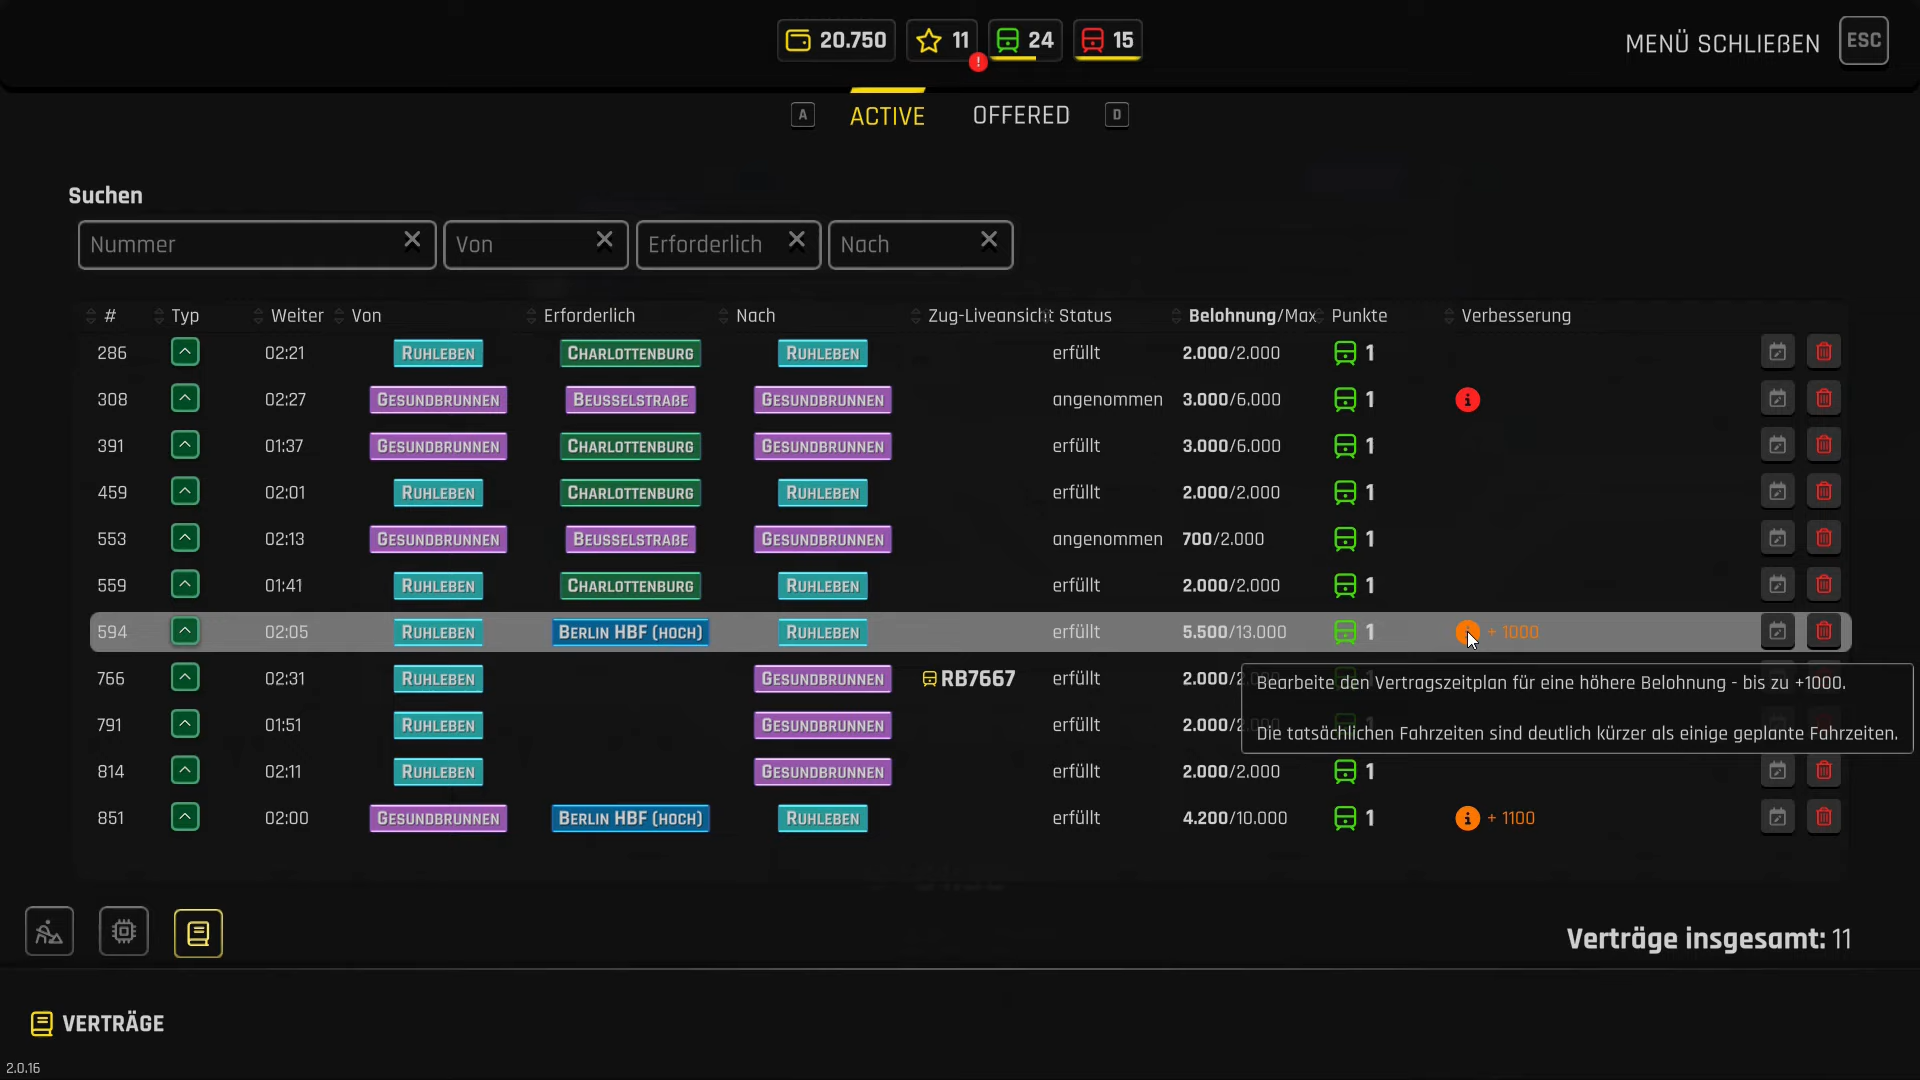 20.750 11 24 15 MENÜ SCHLIEẞEN ESC
A ACTIVE OFFERED D
Suchen
Nummer Von Erforderlich Nach
# Typ Weiter Von Erforderlich Nach Zug-Liveansicht Status Belohnung/Max Punkte Verbesserung
286 02:21 RUHLEBEN CHARLOTTENBURG RUHLEBEN erfüllt 2.000/2.000 1
308 02:27 GESUNDBRUNNEN BEUSSELSTRAẞE GESUNDBRUNNEN angenommen 3.000/6.000 1
391 01:37 GESUNDBRUNNEN CHARLOTTENBURG GESUNDBRUNNEN erfüllt 3.000/6.000 1
459 02:01 RUHLEBEN CHARLOTTENBURG RUHLEBEN erfüllt 2.000/2.000 1
553 02:13 GESUNDBRUNNEN BEUSSELSTRAẞE GESUNDBRUNNEN angenommen 700/2.000 1
559 01:41 RUHLEBEN CHARLOTTENBURG RUHLEBEN erfüllt 2.000/2.000 1
594 02:05 RUHLEBEN BERLIN HBF (HOCH) RUHLEBEN erfüllt 5.500/13.000 1 + 1000
766 02:31 RUHLEBEN GESUNDBRUNNEN RB7667 erfüllt 2.000/2.000
Bearbeite den Vertragszeitplan für eine höhere Belohnung - bis zu +1000.
791 01:51 RUHLEBEN GESUNDBRUNNEN erfüllt 2.000/2.000
Die tatsächlichen Fahrzeiten sind deutlich kürzer als einige geplante Fahrzeiten.
814 02:11 RUHLEBEN GESUNDBRUNNEN erfüllt 2.000/2.000 1
851 02:00 GESUNDBRUNNEN BERLIN HBF (HOCH) RUHLEBEN erfüllt 4.200/10.000 1 + 1100
Verträge insgesamt: 11
VERTRÄGE
2.0.16